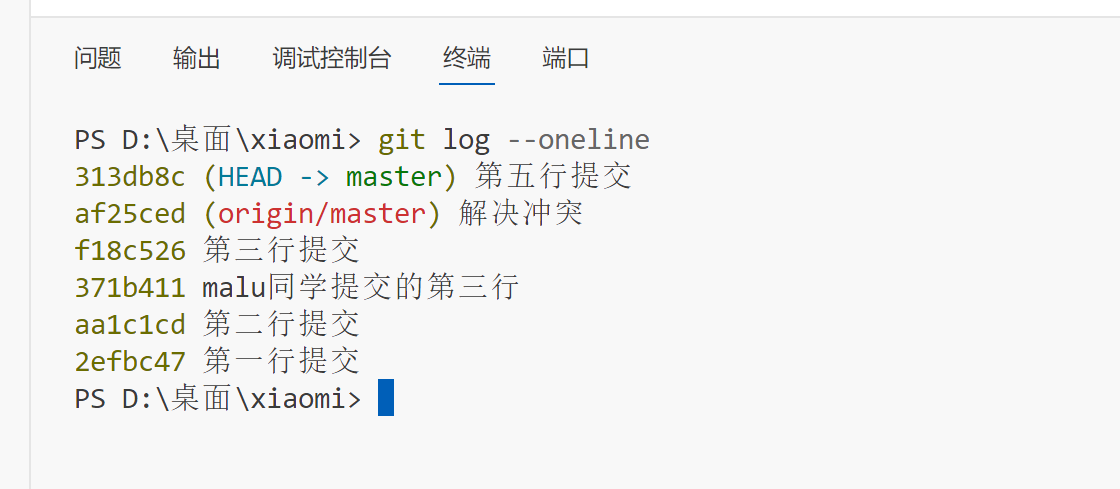 问题 输出 调试控制台 终端 端口
PS D:\桌面\xiaomi> git log --oneline
313db8c (HEAD -> master) 第五行提交
af25ced (origin/master) 解决冲突
f18c526 第三行提交
371b411 malu同学提交的第三行
aa1c1cd 第二行提交
2efbc47 第一行提交
PS D:\桌面\xiaomi>